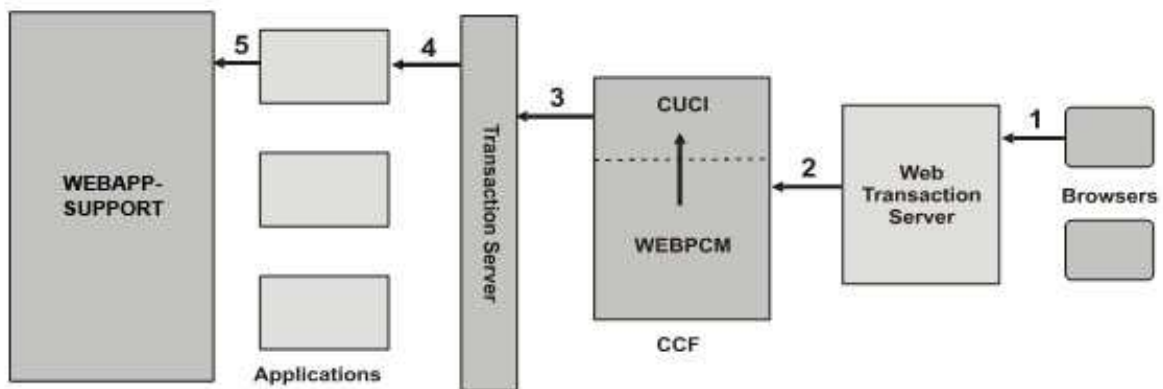 5
4
3
2
1
WEBAPP-
SUPPORT
Transaction Server
CUCI
WEBPCM
Web
Transaction
Server
Browsers
CCF
Applications